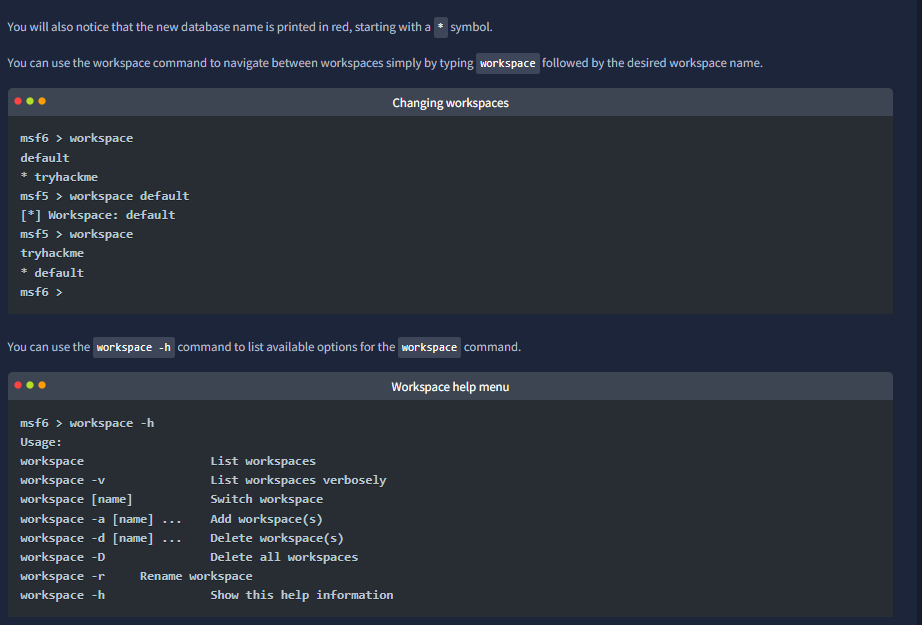 You will also notice that the new database name is printed in red, starting with a * symbol.
You can use the workspace command to navigate between workspaces simply by typing workspace followed by the desired workspace name.
Changing workspaces
msf6 > workspace
default
* tryhackme
msf5 > workspace default
[*] Workspace: default
msf5 > workspace
tryhackme
* default
msf6 >
You can use the workspace -h command to list available options for the workspace command.
Workspace help menu
msf6 > workspace -h
Usage:
workspace List workspaces
workspace -v List workspaces verbosely
workspace [name] Switch workspace
workspace -a [name] ... Add workspace(s)
workspace -d [name] ... Delete workspace(s)
workspace -D Delete all workspaces
workspace -r Rename workspace
workspace -h Show this help information